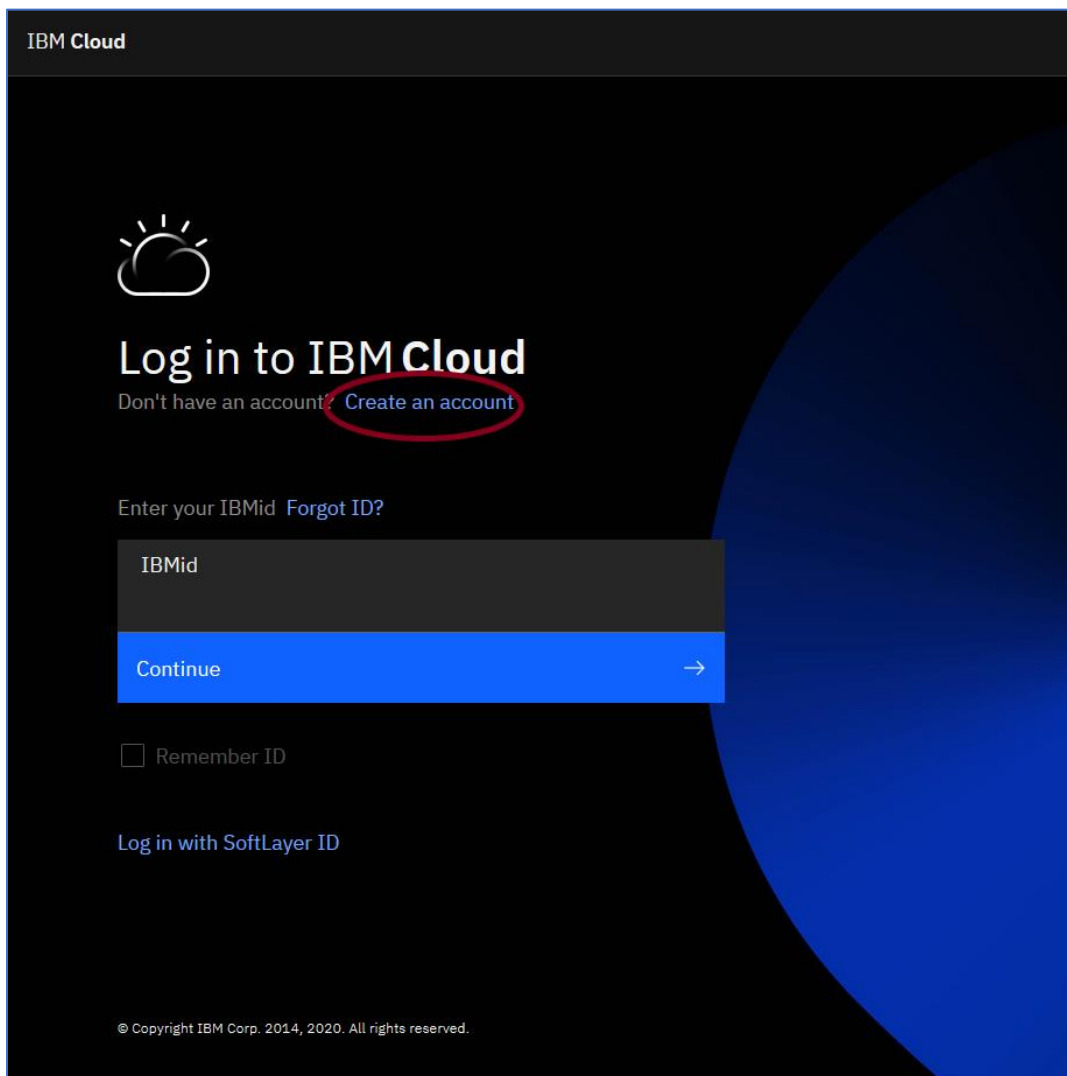 IBM Cloud
Log in to IBM Cloud
Don't have an account? Create an account
Enter your IBMid Forgot ID?
IBMid
Continue
Remember ID
Log in with SoftLayer ID
© Copyright IBM Corp. 2014, 2020. All rights reserved.